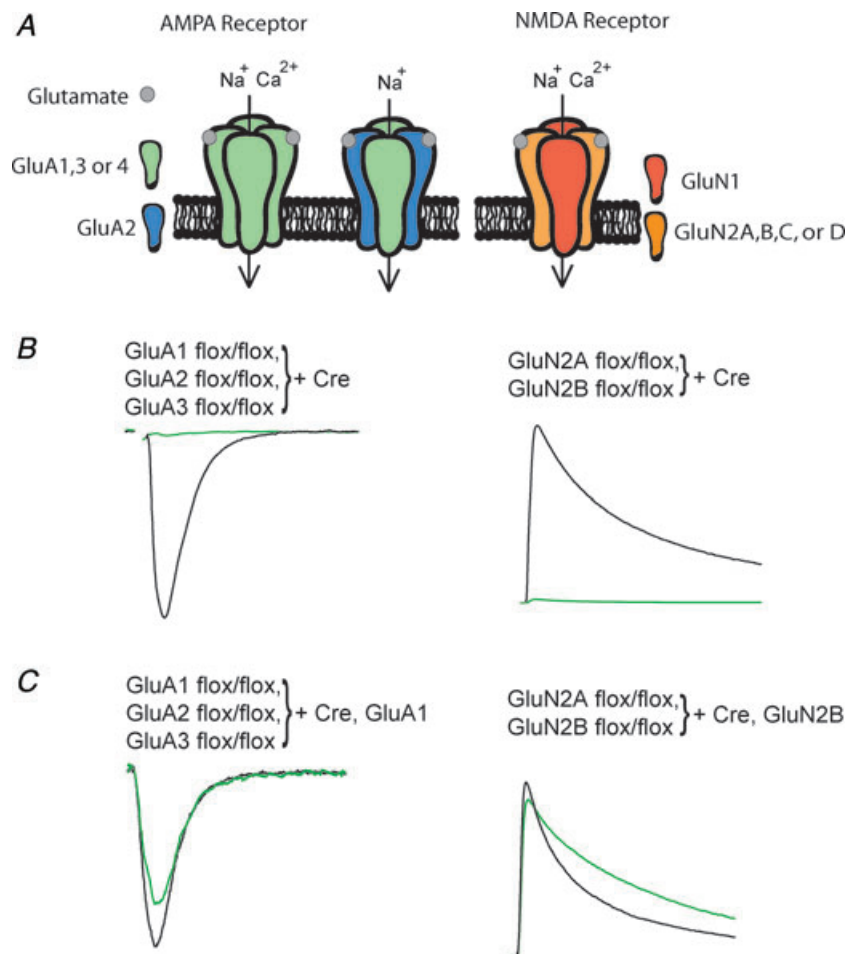 A
AMPA Receptor
NMDA Receptor
Na+ Ca2+
Na+
Na+ Ca2+
Glutamate
GluA1,3 or 4
GluA2
GluN1
GluN2A,B,C, or D
B
GluA1 flox/flox,
GluA2 flox/flox,
GluA3 flox/flox
+ Cre
GluN2A flox/flox,
GluN2B flox/flox
+ Cre
C
GluA1 flox/flox,
GluA2 flox/flox,
GluA3 flox/flox
+ Cre, GluA1
GluN2A flox/flox,
GluN2B flox/flox
+ Cre, GluN2B